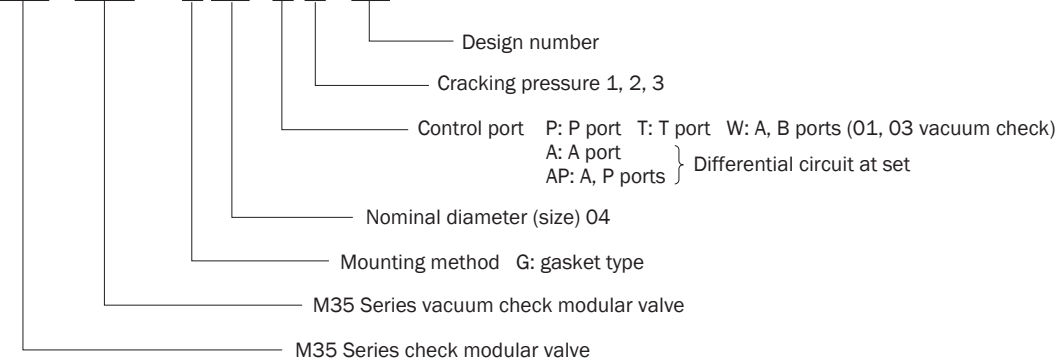 Design number
Cracking pressure 1, 2, 3
Control port P: P port T: T port W: A, B ports (01, 03 vacuum check)
A: A port
Differential circuit at set
AP: A, P ports
Nominal diameter (size) 04
Mounting method G: gasket type
M35 Series vacuum check modular valve
M35 Series check modular valve